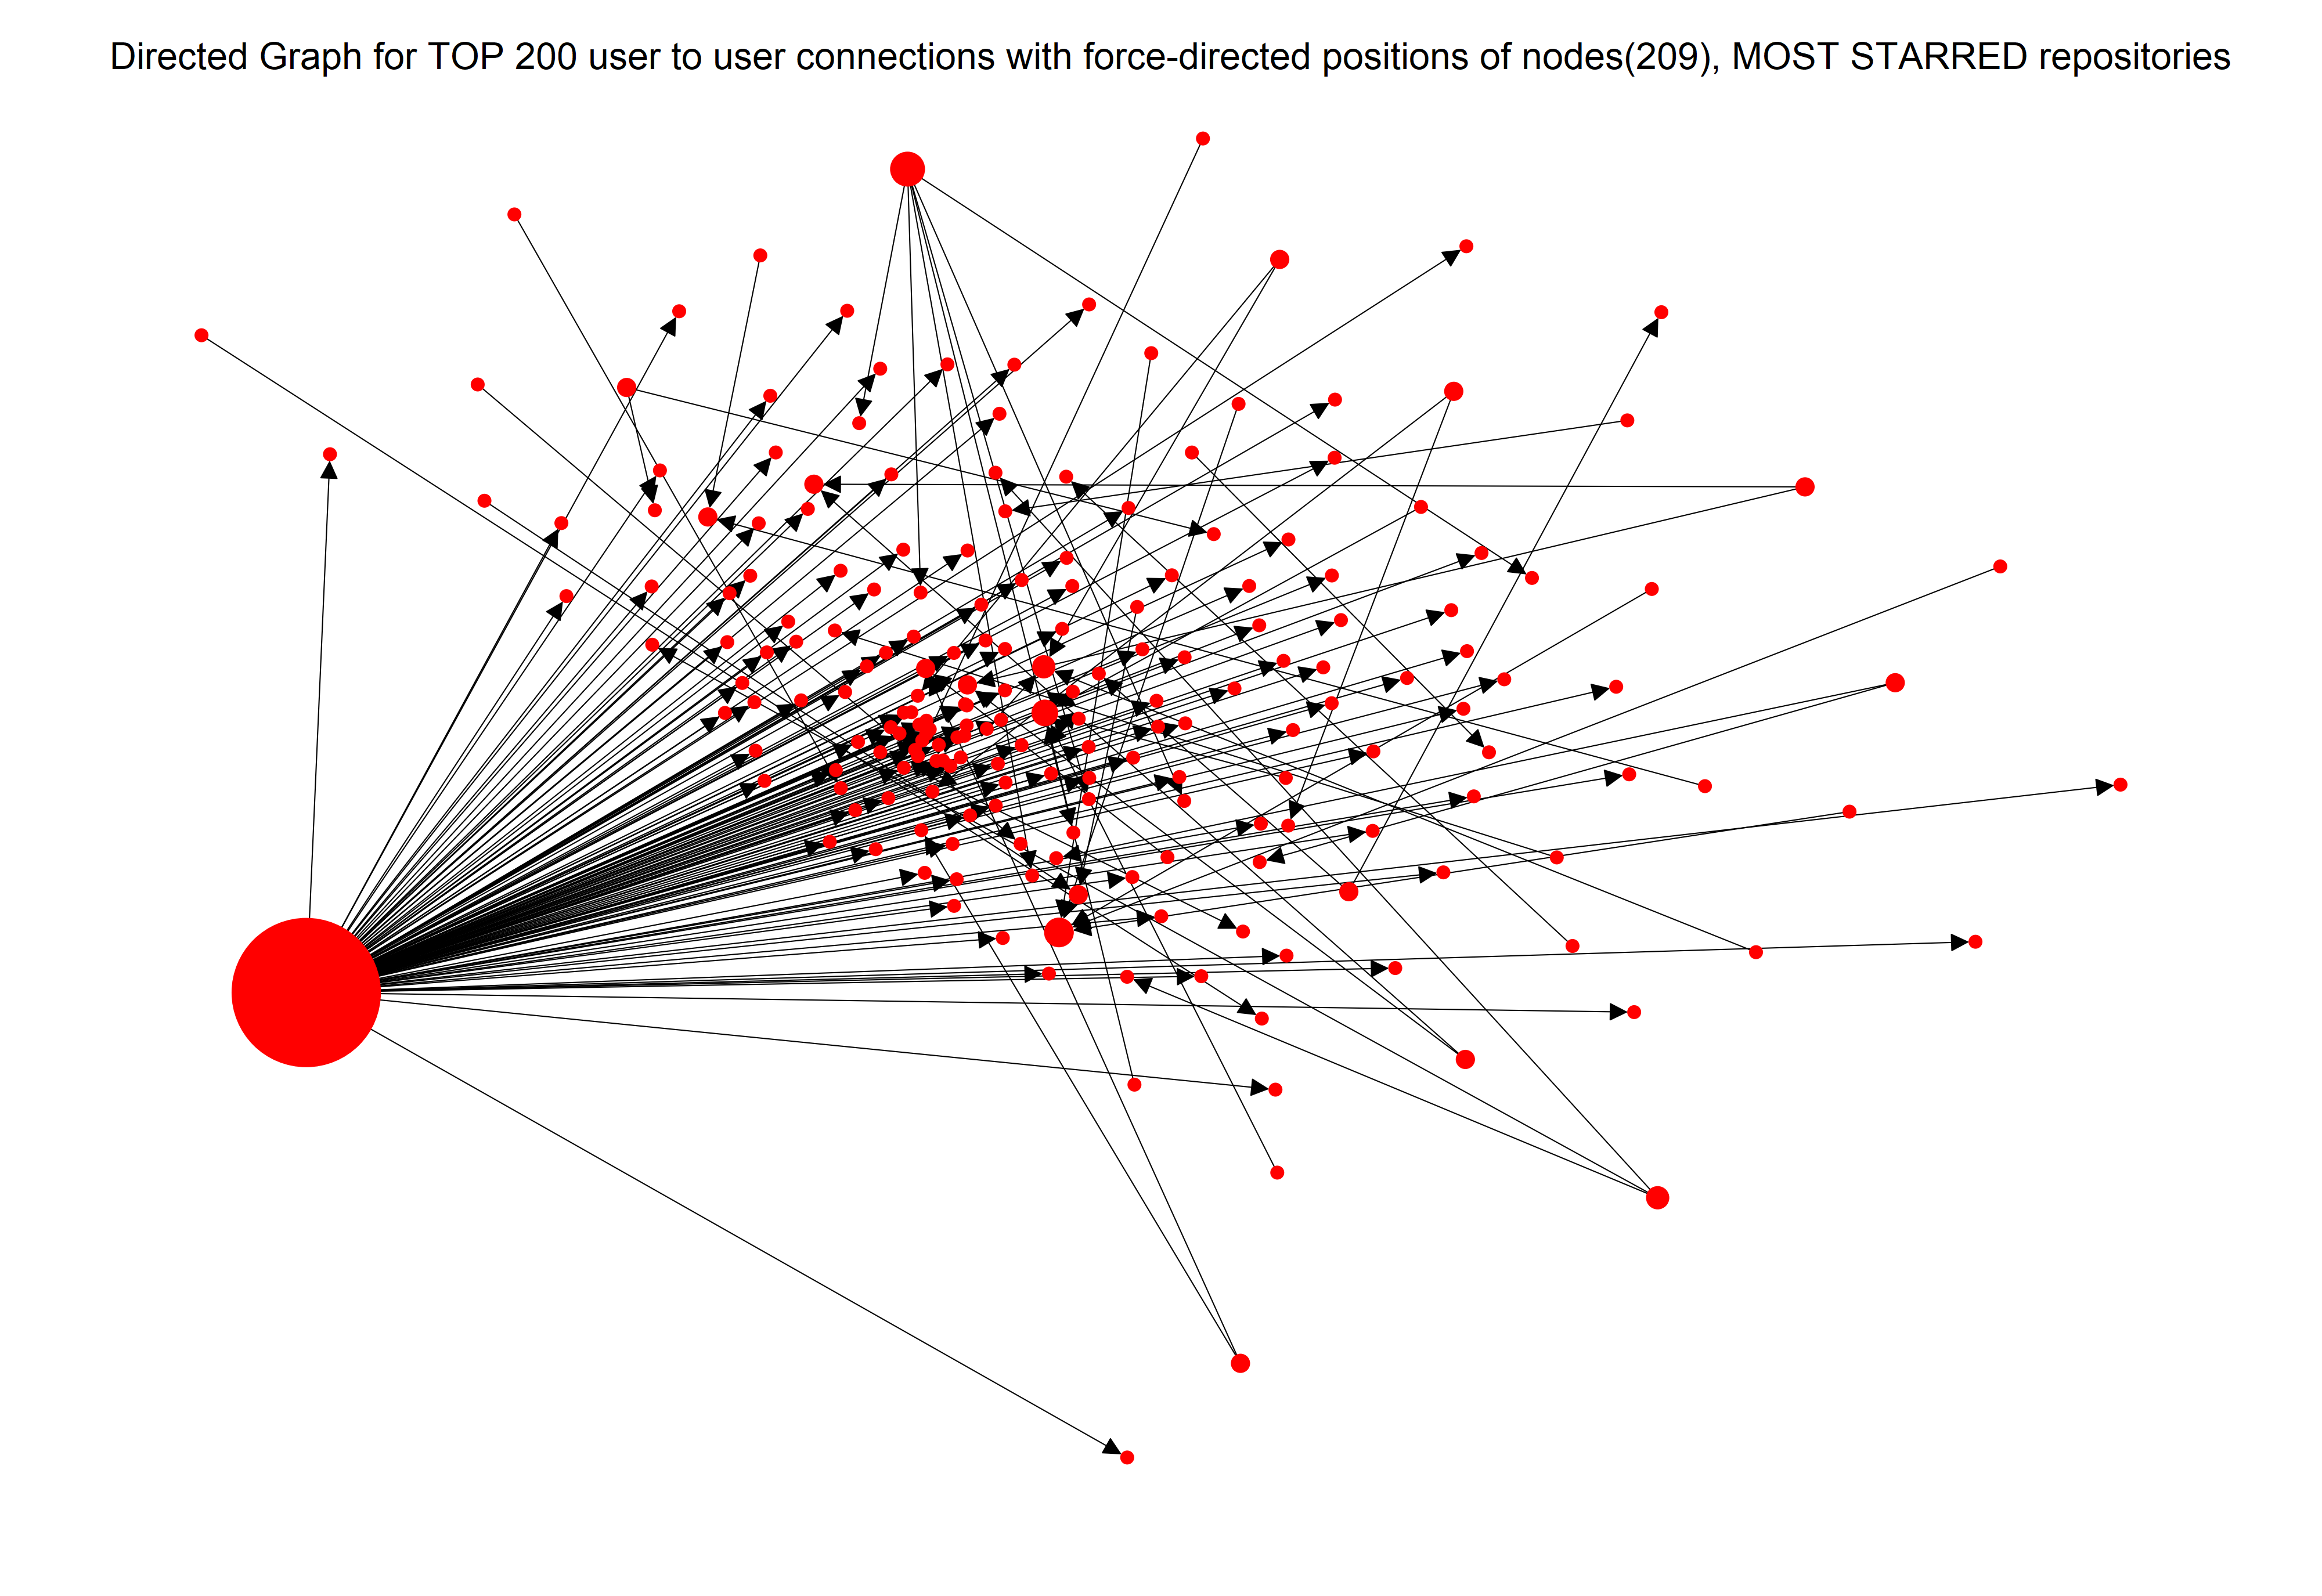 Directed Graph for TOP 200 user to user connections with force-directed positions of nodes(209), MOST STARRED repositories